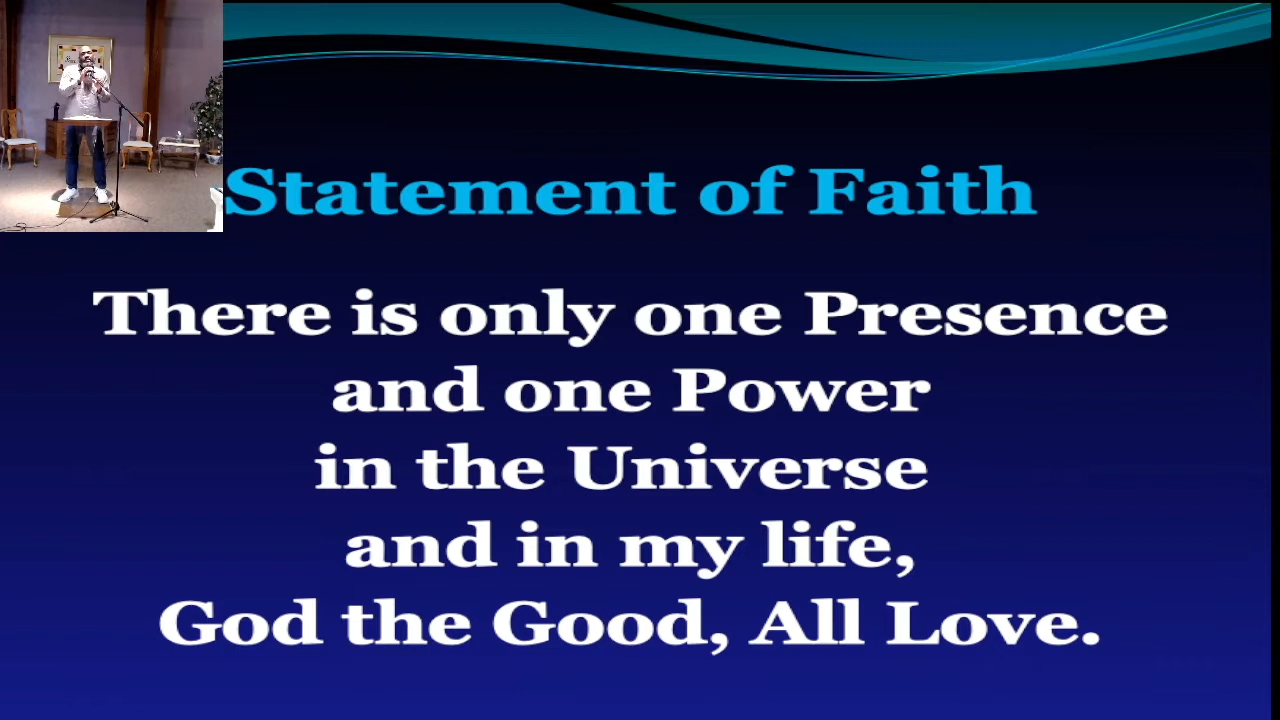 Statement of Faith
There is only one Presence
and one Power
in the Universe
and in my life,
God the Good, All Love.